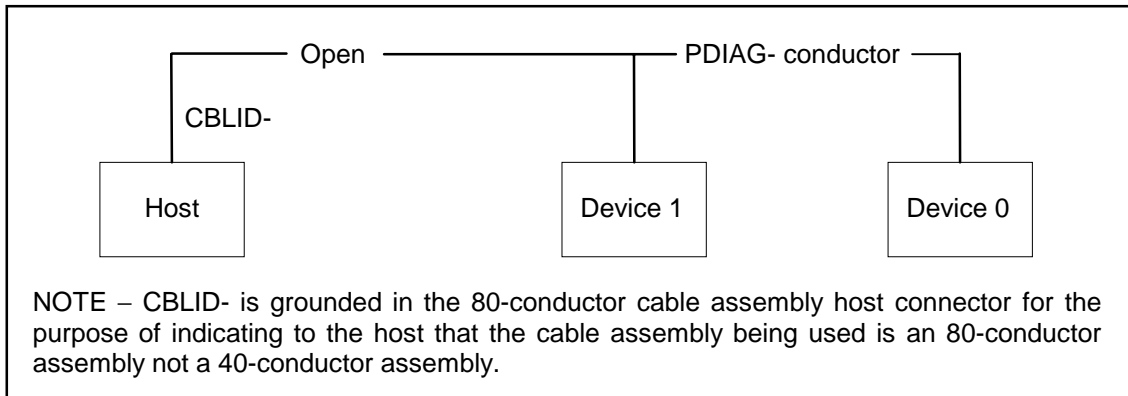 Open PDIAG- conductor
CBLID-
Host Device 1 Device 0
NOTE – CBLID- is grounded in the 80-conductor cable assembly host connector for the
purpose of indicating to the host that the cable assembly being used is an 80-conductor
assembly not a 40-conductor assembly.